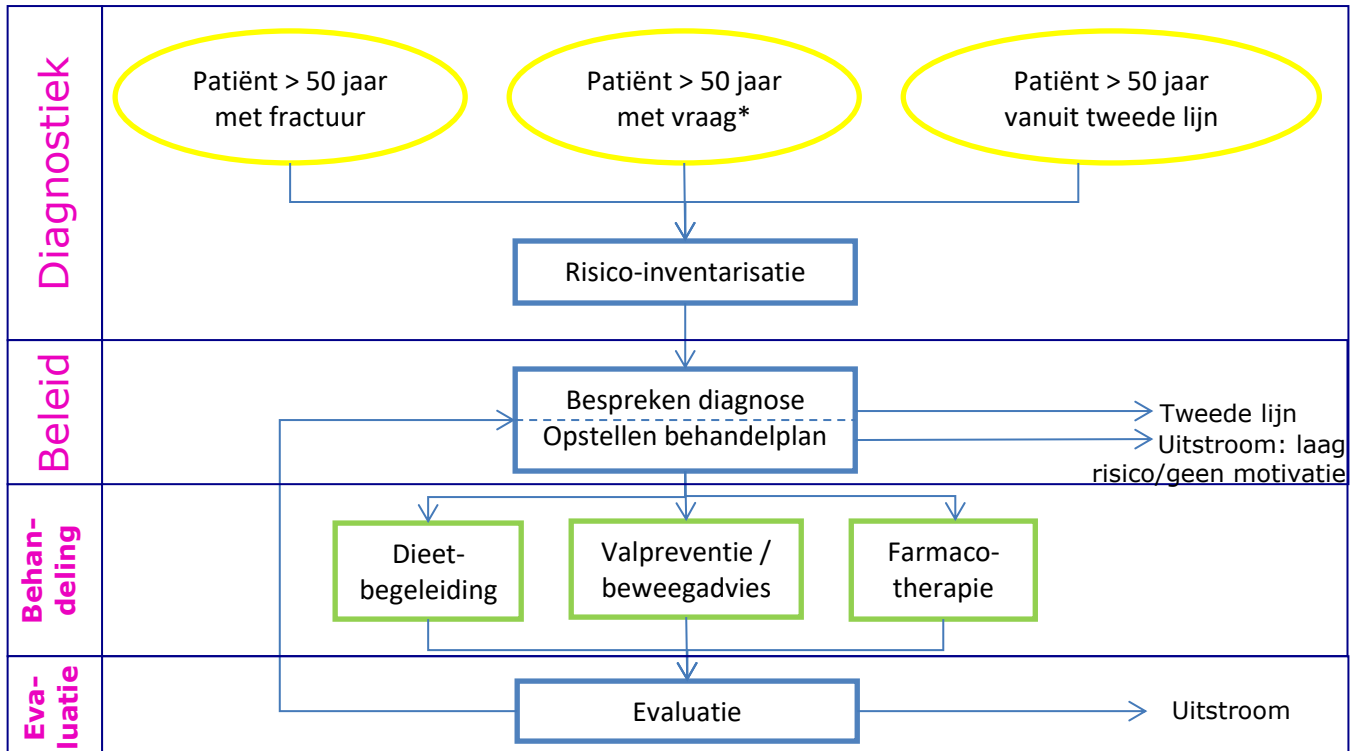 Diagnostiek
Patiënt > 50 jaar
met fractuur
Patiënt > 50 jaar
met vraag*
Patiënt > 50 jaar
vanuit tweede lijn
Risico-inventarisatie
Beleid
Bespreken diagnose
Opstellen behandelplan
Tweede lijn
Uitstroom: laag
risico/geen motivatie
Behan-
deling
Dieet-
begeleiding
Valpreventie /
beweegadvies
Farmaco-
therapie
Eva-
luatie
Evaluatie
Uitstroom